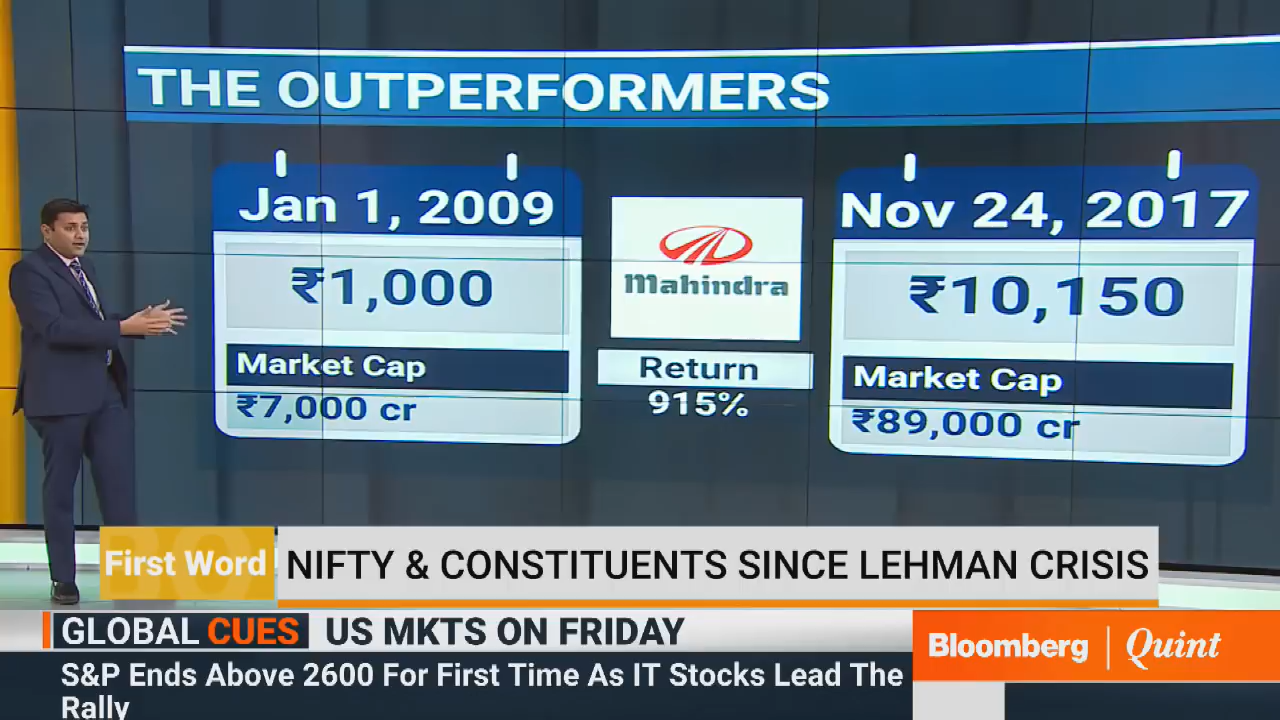 THE OUTPERFORMERS
Jan 1, 2009
₹1,000
Market Cap
₹7,000 cr
Mahindra
Return
915%
Nov 24, 2017
₹10,150
Market Cap
₹89,000 cr
First Word
NIFTY & CONSTITUENTS SINCE LEHMAN CRISIS
GLOBAL CUES US MKTS ON FRIDAY
S&P Ends Above 2600 For First Time As IT Stocks Lead The
Rally
Bloomberg | Quint